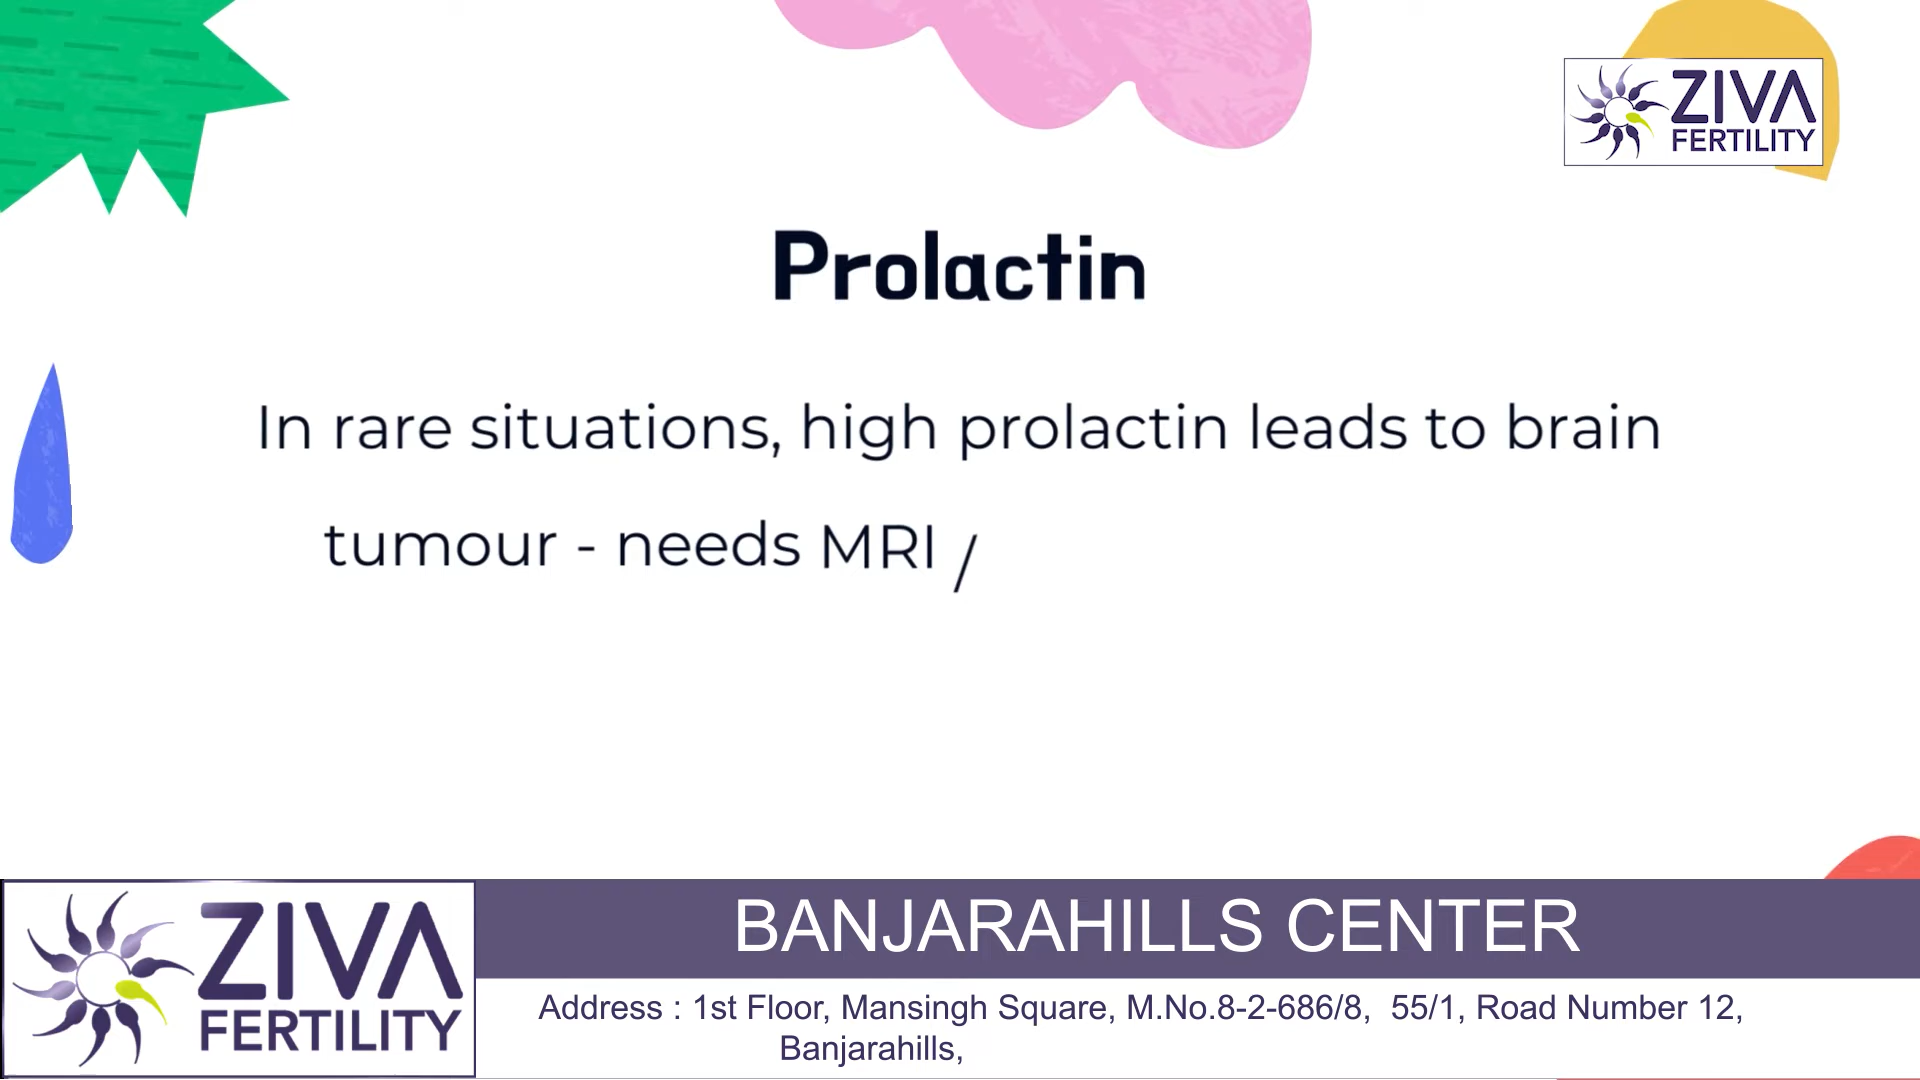 ZIVA
FERTILITY
Prolactin
In rare situations, high prolactin leads to brain
tumour - needs MRI /
ZIVA
FERTILITY
BANJARAHILLS CENTER
Address : 1st Floor, Mansingh Square, M.No.8-2-686/8, 55/1, Road Number 12,
Banjarahills,